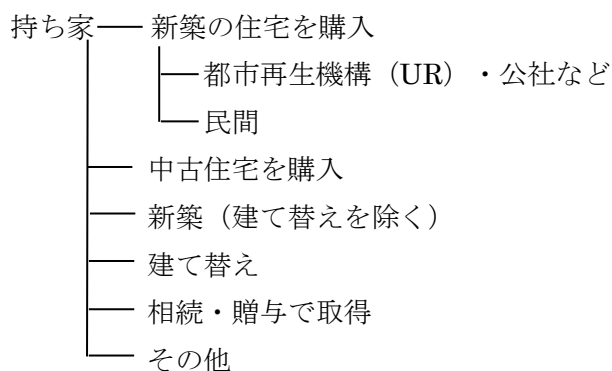 持ち家 新築の住宅を購入
都市再生機構（UR）・公社など
民間
中古住宅を購入
新築（建て替えを除く）
建て替え
相続・贈与で取得
その他